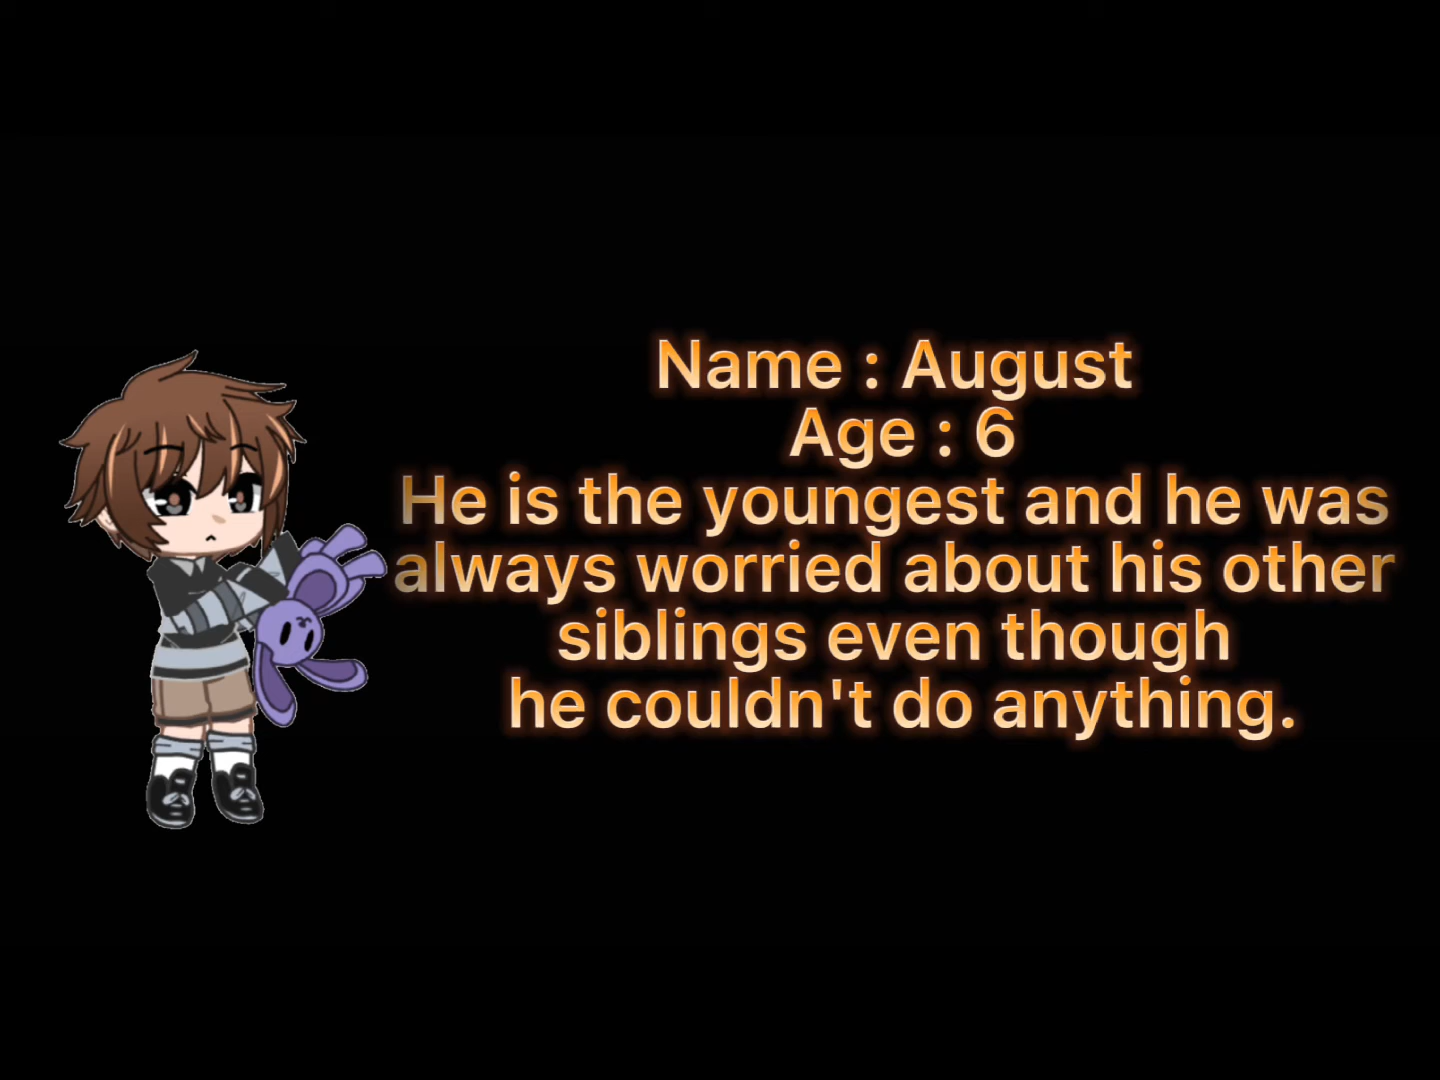 Name : August
Age : 6
He is the youngest and he was
always worried about his other
siblings even though
he couldn't do anything.